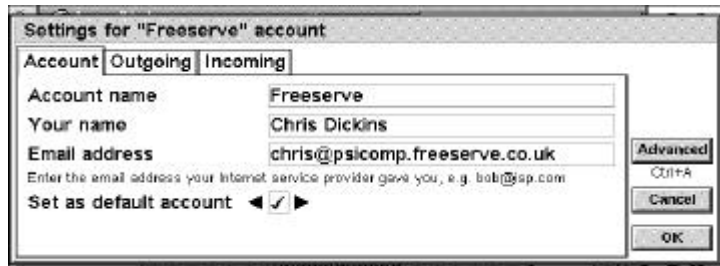 Settings for "Freeserve" account
Account Outgoing Incoming
Account name Freeserve
Your name Chris Dickins
Email address chris@psicomp.freeserve.co.uk
Enter the email address your Internet service provider gave you, e.g. bob@isp.com
Set as default account
Advanced
Ctrl+A
Cancel
OK